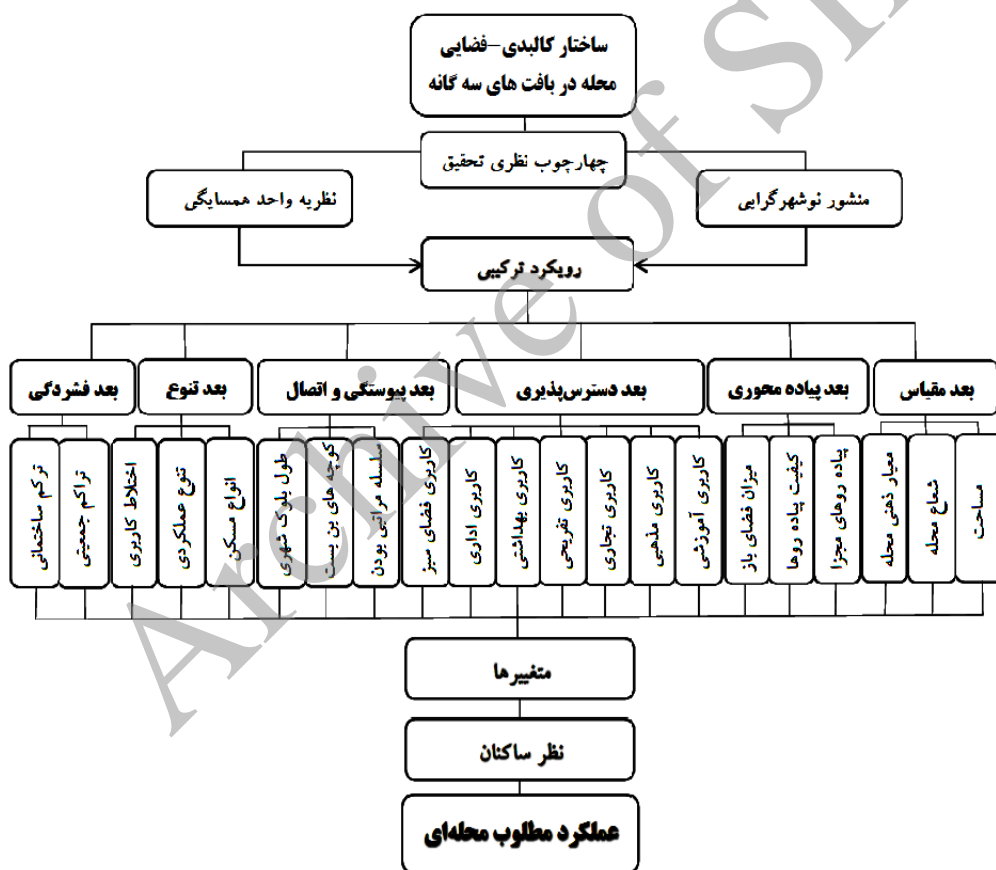 ساختار کالبدی-فضایی
محله در بافت های سه گانه
چهارچوب نظری تحقیق
منشور نوشهرگرایی
نظریه واحد همسایگی
رویکرد ترکیبی
بعد مقیاس
بعد پیاده محوری
بعد دسترس‌پذیری
بعد پیوستگی و اتصال
بعد تنوع
بعد فشردگی
مساحت
شعاع محله
معیار ذهنی محله
پیاده روهای مجزا
کیفیت پیاده روها
میزان فضای باز
کاربری آموزشی
کاربری مذهبی
کاربری تجاری
کاربری تفریحی
کاربری بهداشتی
کاربری اداری
کاربری فضای سبز
سلسله مراتبی بودن
کوچه های بن بست
طول بلوک شهری
انواع مسکن
تنوع عملکردی
اختلاط کاربری
تراکم جمعیتی
ترکم ساختمانی
متغییرها
نظر ساکنان
عملکرد مطلوب محله‌ای
Archive of SI